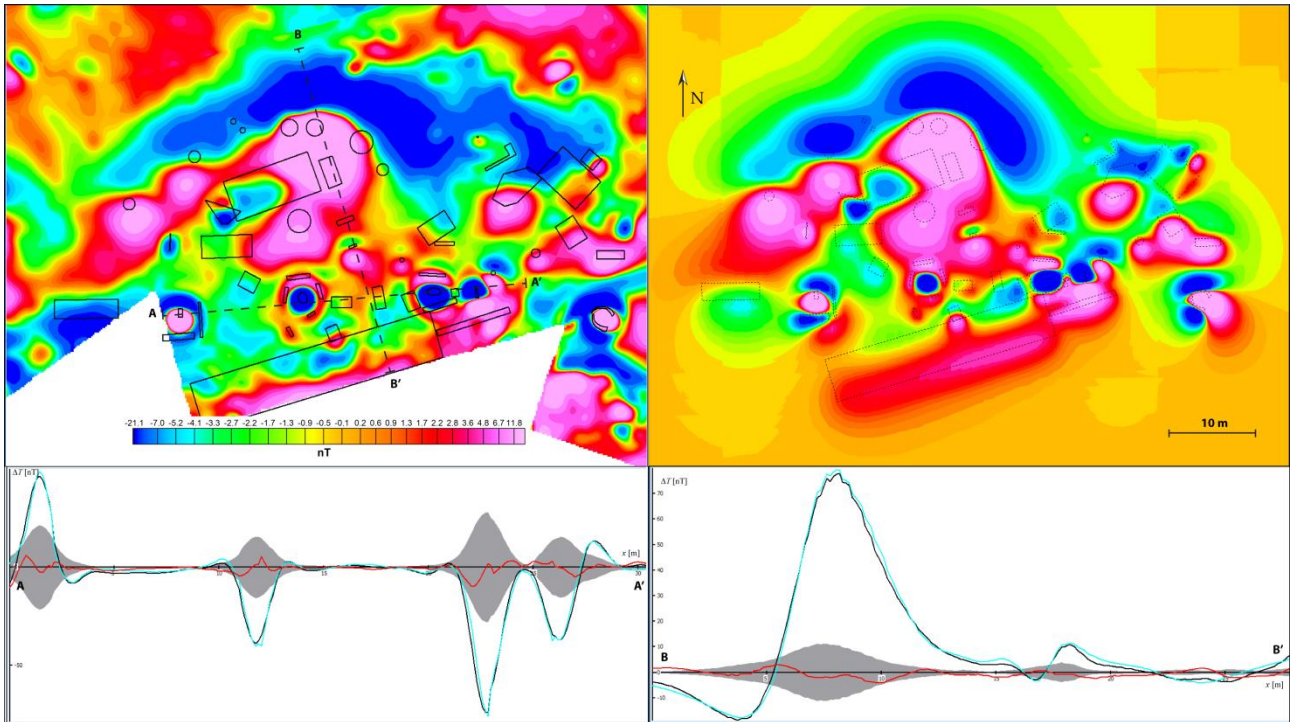 B
N
A
A'
B'
-21.1 -7.0 -5.2 -4.1 -3.3 -2.7 -2.2 -1.7 -1.3 -0.9 -0.5 -0.1 0.2 0.6 0.9 1.3 1.7 2.2 2.8 3.6 4.8 6.7 11.8
nT
10 m
ΔT [nT]
x [m]
5 10 15
30
A
A'
-50
ΔT [nT]
70
60
50
40
30
20
10
0
-10
B
B'
x [m]
5 10 15